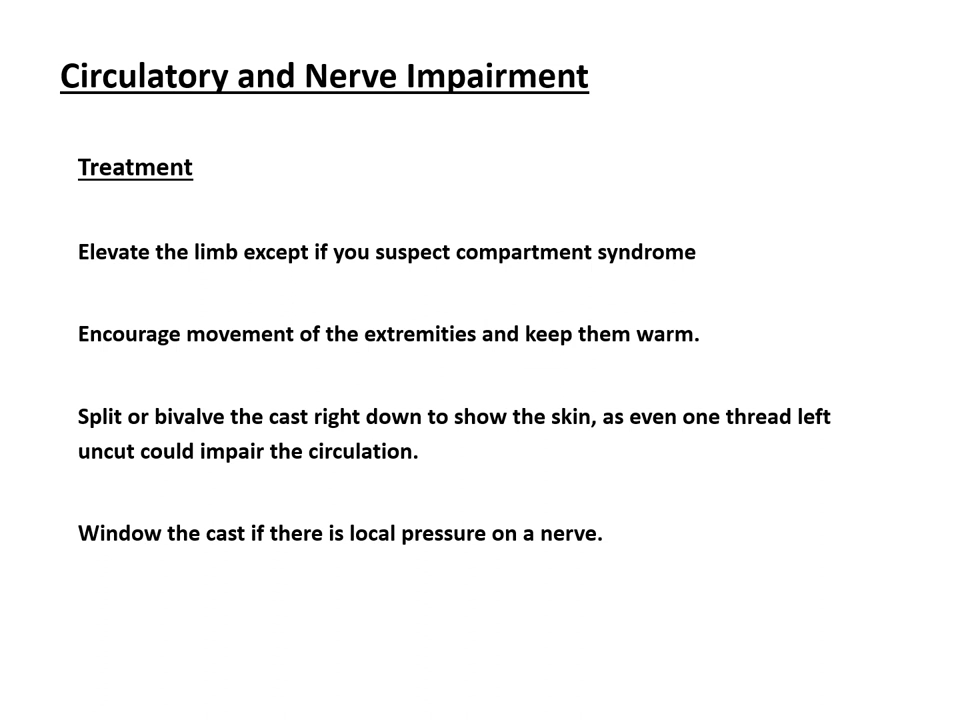 Circulatory and Nerve Impairment
Treatment
Elevate the limb except if you suspect compartment syndrome
Encourage movement of the extremities and keep them warm.
Split or bivalve the cast right down to show the skin, as even one thread left
uncut could impair the circulation.
Window the cast if there is local pressure on a nerve.